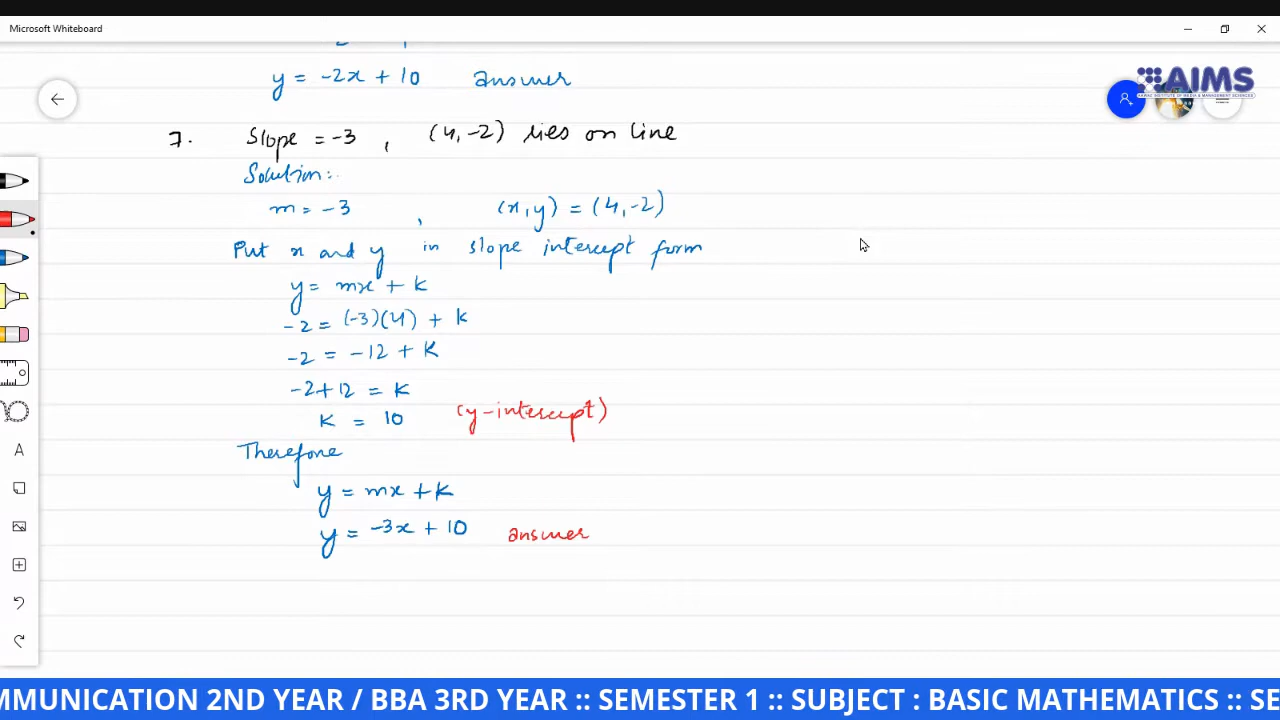 Microsoft Whiteboard
y = -2x + 10 answer
AIMS
7. Slope = -3 , (4,-2) lies on line
Solution:-
m = -3 , (x,y) = (4,-2)
Put x and y in slope intercept form
y = mx + k
-2 = (-3)(4) + k
-2 = -12 + k
-2+12 = k
k = 10 (y-intercept)
Therefore
y = mx + k
y = -3x + 10 answer
A
MMUNICATION 2ND YEAR / BBA 3RD YEAR :: SEMESTER 1 :: SUBJECT : BASIC MATHEMATICS :: SE